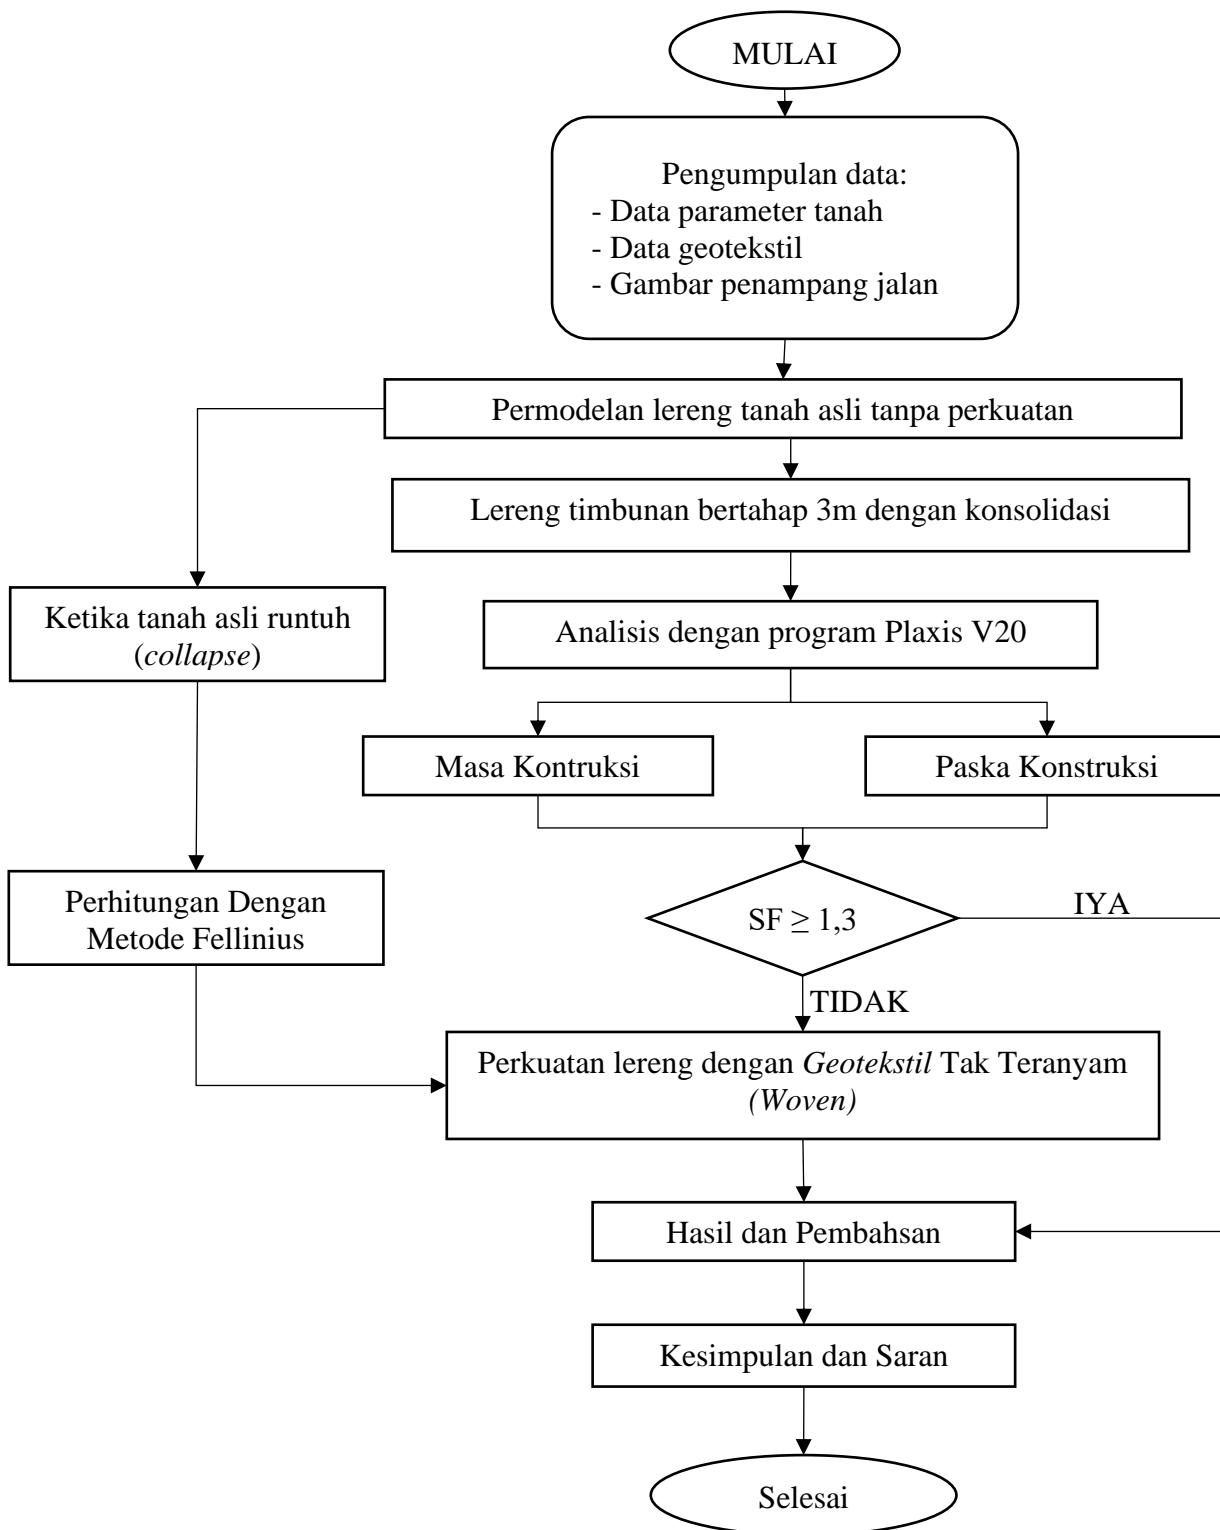 MULAI
Pengumpulan data:
- Data parameter tanah
- Data geotekstil
- Gambar penampang jalan
Permodelan lereng tanah asli tanpa perkuatan
Lereng timbunan bertahap 3m dengan konsolidasi
Ketika tanah asli runtuh
(collapse)
Analisis dengan program Plaxis V20
Masa Kontruksi
Paska Konstruksi
Perhitungan Dengan
Metode Fellinius
SF ≥ 1,3
IYA
TIDAK
Perkuatan lereng dengan Geotekstil Tak Teranyam
(Woven)
Hasil dan Pembahsan
Kesimpulan dan Saran
Selesai